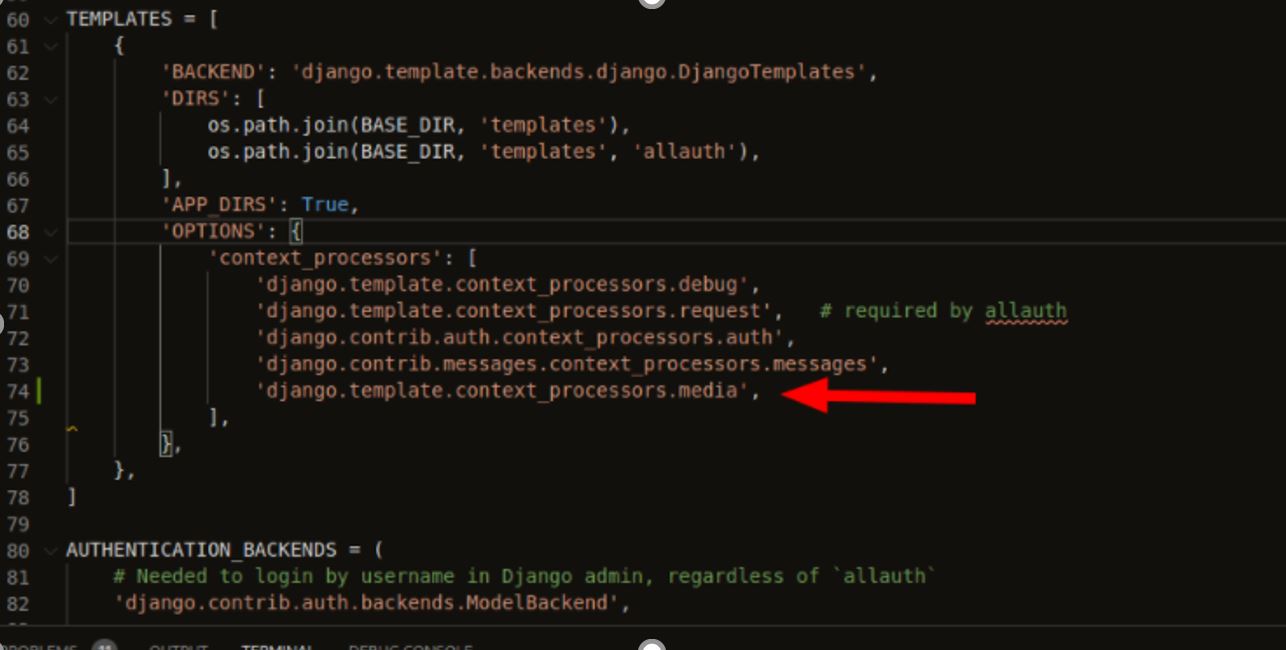 60 TEMPLATES = [
61     {
62         'BACKEND': 'django.template.backends.django.DjangoTemplates',
63         'DIRS': [
64             os.path.join(BASE_DIR, 'templates'),
65             os.path.join(BASE_DIR, 'templates', 'allauth'),
66         ],
67         'APP_DIRS': True,
68         'OPTIONS': {
69             'context_processors': [
70                 'django.template.context_processors.debug',
71                 'django.template.context_processors.request',   # required by allauth
72                 'django.contrib.auth.context_processors.auth',
73                 'django.contrib.messages.context_processors.messages',
74                 'django.template.context_processors.media',
75             ],
76         },
77     },
78 ]
79
80 AUTHENTICATION_BACKENDS = (
81     # Needed to login by username in Django admin, regardless of `allauth`
82     'django.contrib.auth.backends.ModelBackend',
PROBLEMS 11 OUTPUT TERMINAL DEBUG CONSOLE